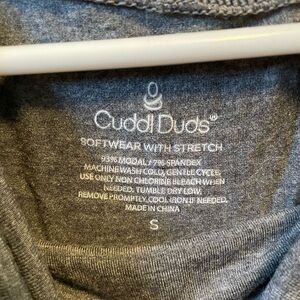 Cuddl Duds®
SOFTWEAR WITH STRETCH
93% MODAL / 7% SPANDEX
MACHINE WASH COLD, GENTLE CYCLE.
USE ONLY NON CHLORINE BLEACH WHEN
NEEDED. TUMBLE DRY LOW,
REMOVE PROMPTLY, COOL IRON IF NEEDED.
MADE IN CHINA
S